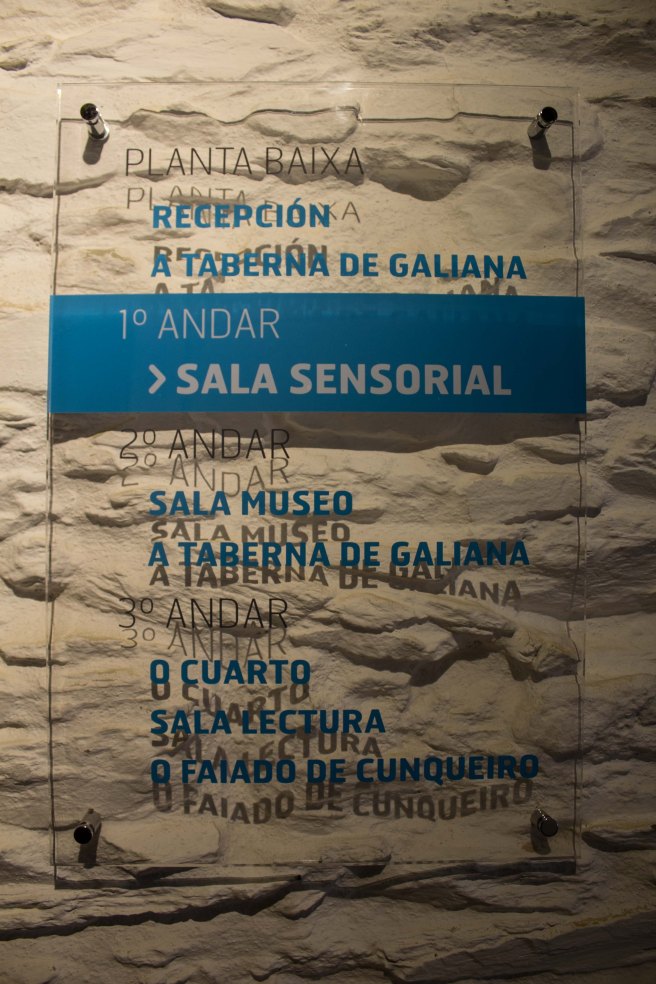 PLANTA BAIXA
RECEPCIÓN
A TABERNA DE GALIANA
1º ANDAR
> SALA SENSORIAL
2º ANDAR
SALA MUSEO
A TABERNA DE GALIANA
3º ANDAR
O CUARTO
SALA LECTURA
O FAIADO DE CUNQUEIRO